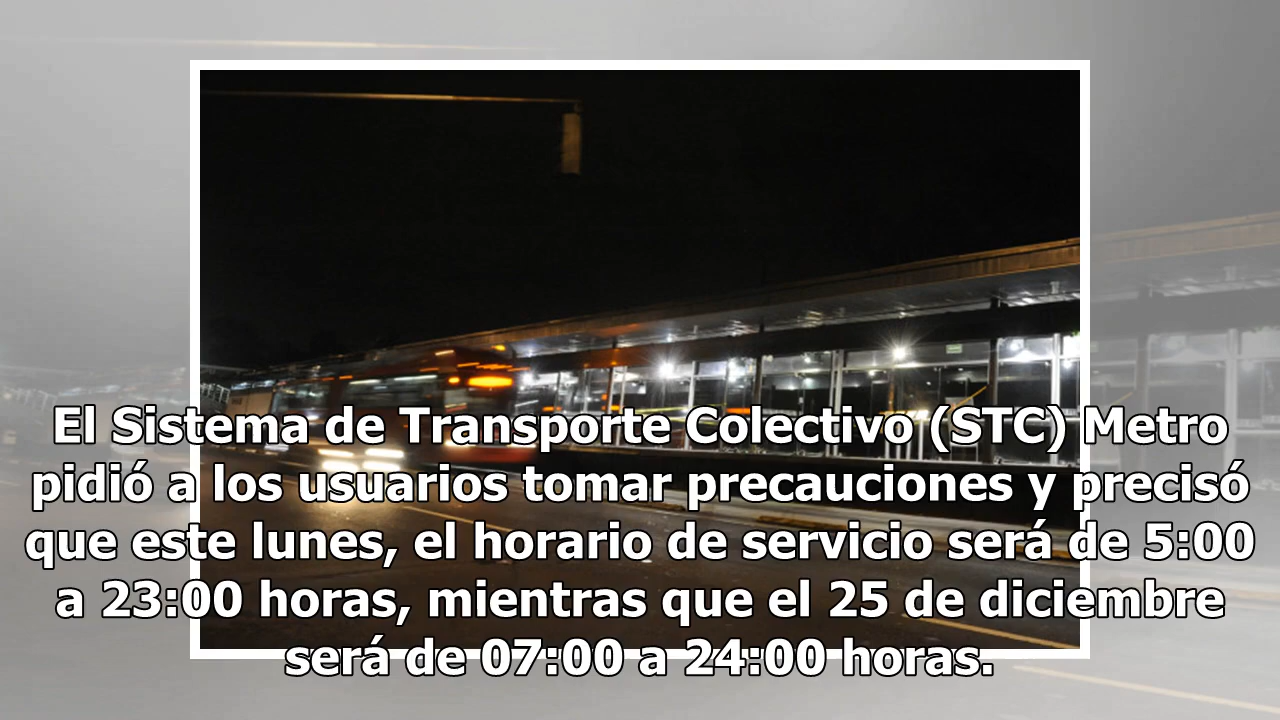 El Sistema de Transporte Colectivo (STC) Metro
pidió a los usuarios tomar precauciones y precisó
que este lunes, el horario de servicio será de 5:00
a 23:00 horas, mientras que el 25 de diciembre
será de 07:00 a 24:00 horas.